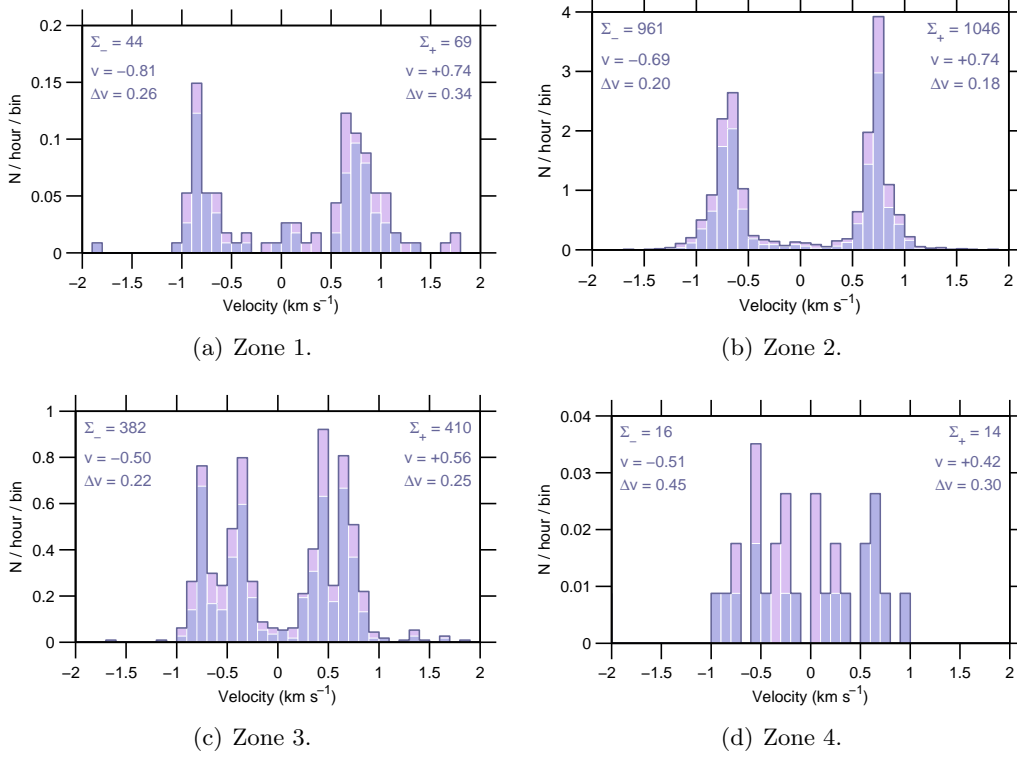 0.2
0.15
0.1
0.05
0
N / hour / bin
Σ₋ = 44
v = −0.81
Δv = 0.26
Σ₊ = 69
v = +0.74
Δv = 0.34
−2 −1.5 −1 −0.5 0 0.5 1 1.5 2
Velocity (km s⁻¹)
(a) Zone 1.
4
3
2
1
0
N / hour / bin
Σ₋ = 961
v = −0.69
Δv = 0.20
Σ₊ = 1046
v = +0.74
Δv = 0.18
−2 −1.5 −1 −0.5 0 0.5 1 1.5 2
Velocity (km s⁻¹)
(b) Zone 2.
1
0.8
0.6
0.4
0.2
0
N / hour / bin
Σ₋ = 382
v = −0.50
Δv = 0.22
Σ₊ = 410
v = +0.56
Δv = 0.25
−2 −1.5 −1 −0.5 0 0.5 1 1.5 2
Velocity (km s⁻¹)
(c) Zone 3.
0.04
0.03
0.02
0.01
0
N / hour / bin
Σ₋ = 16
v = −0.51
Δv = 0.45
Σ₊ = 14
v = +0.42
Δv = 0.30
−2 −1.5 −1 −0.5 0 0.5 1 1.5 2
Velocity (km s⁻¹)
(d) Zone 4.